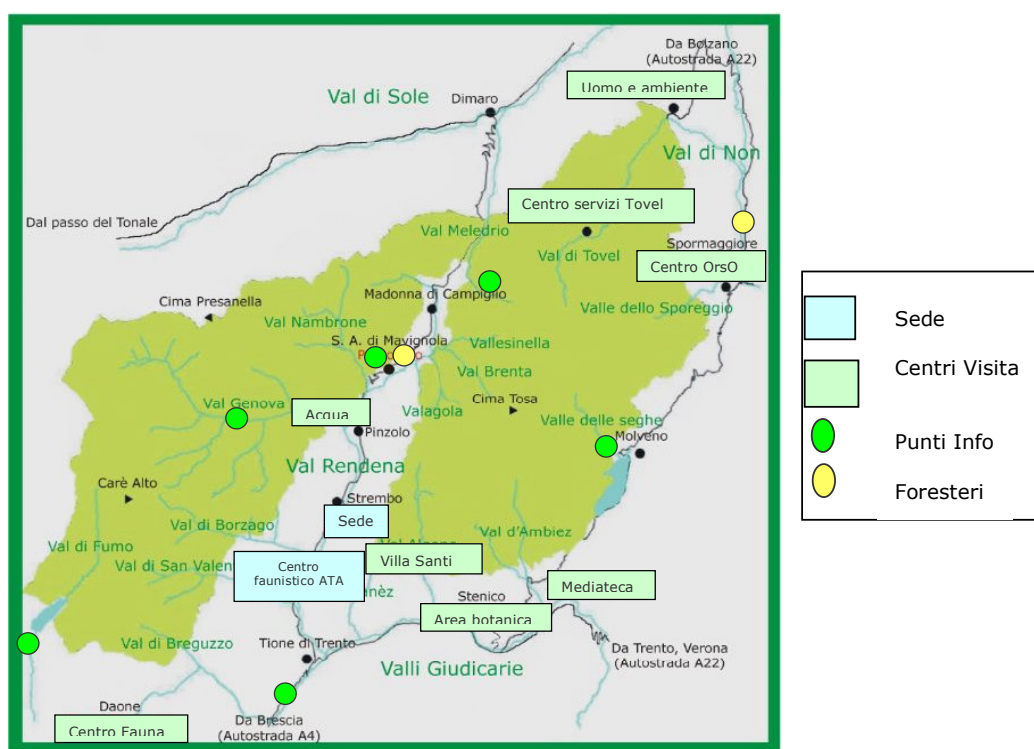 Da Bolzano
(Autostrada A22)
Uomo e ambiente
Val di Sole
Dimaro
Val di Non
Centro servizi Tovel
Dal passo del Tonale
Val Meledrio
Val di Tovel
Spormaggiore
Centro OrsO
Cima Presanella
Madonna di Campiglio
Valle dello Sporeggio
Val Nambrone
S. A. di Mavignola
Vallesinella
Val Brenta
Val Genova
Acqua
Valagola
Cima Tosa
Valle delle seghe
Pinzolo
Molveno
Val Rendena
Carè Alto
Strembo
Sede
Val di Borzago
Val d'Ambiez
Val di Fumo
Val di San Valen
Centro
faunistico ATA
Villa Santi
Mediateca
Stenico
Area botanica
Val di Breguzzo
Tione di Trento
Valli Giudicarie
Da Trento, Verona
(Autostrada A22)
Daone
Centro Fauna
Da Brescia
(Autostrada A4)
Sede
Centri Visita
Punti Info
Foresteri